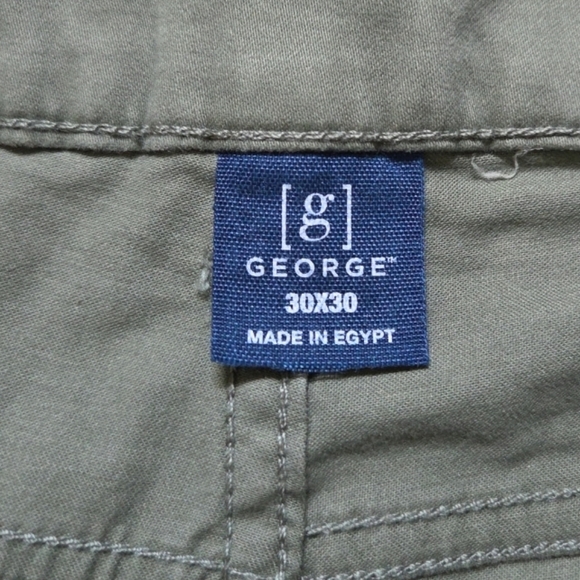 [g]
GEORGE™
30X30
MADE IN EGYPT